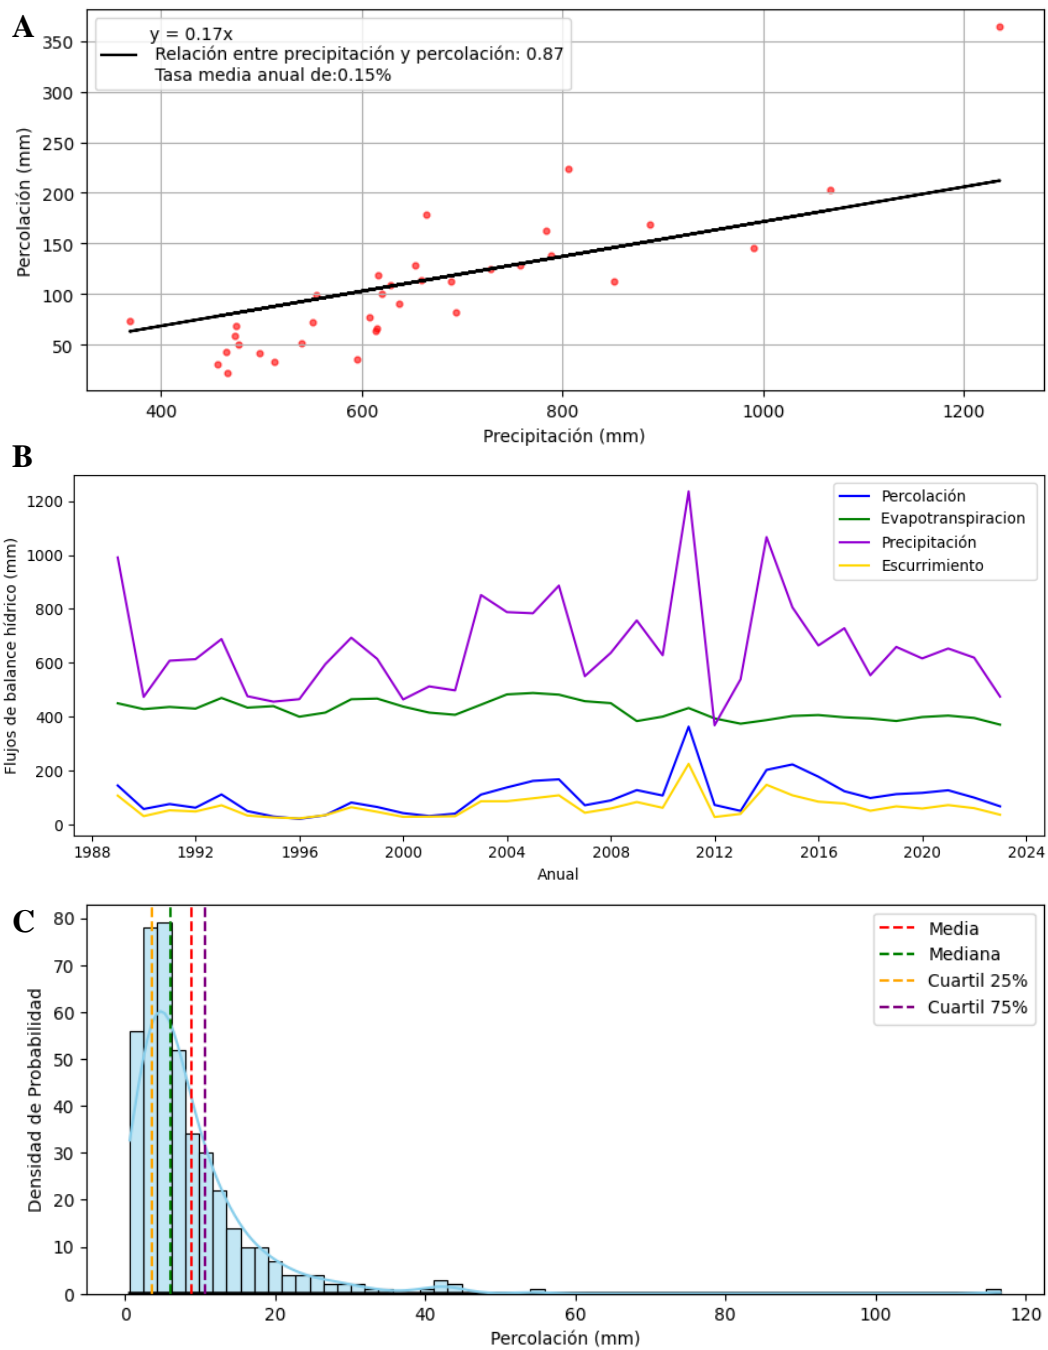 A
y = 0.17x
Relación entre precipitación y percolación: 0.87
Tasa media anual de:0.15%
350
300
250
200
150
100
50
Percolación (mm)
400 600 800 1000 1200
Precipitación (mm)
B
Percolación
Evapotranspiracion
Precipitación
Escurrimiento
1200
1000
800
600
400
200
0
Flujos de balance hídrico (mm)
1988 1992 1996 2000 2004 2008 2012 2016 2020 2024
Anual
C
Media
Mediana
Cuartil 25%
Cuartil 75%
80
70
60
50
40
30
20
10
0
Densidad de Probabilidad
0 20 40 60 80 100 120
Percolación (mm)